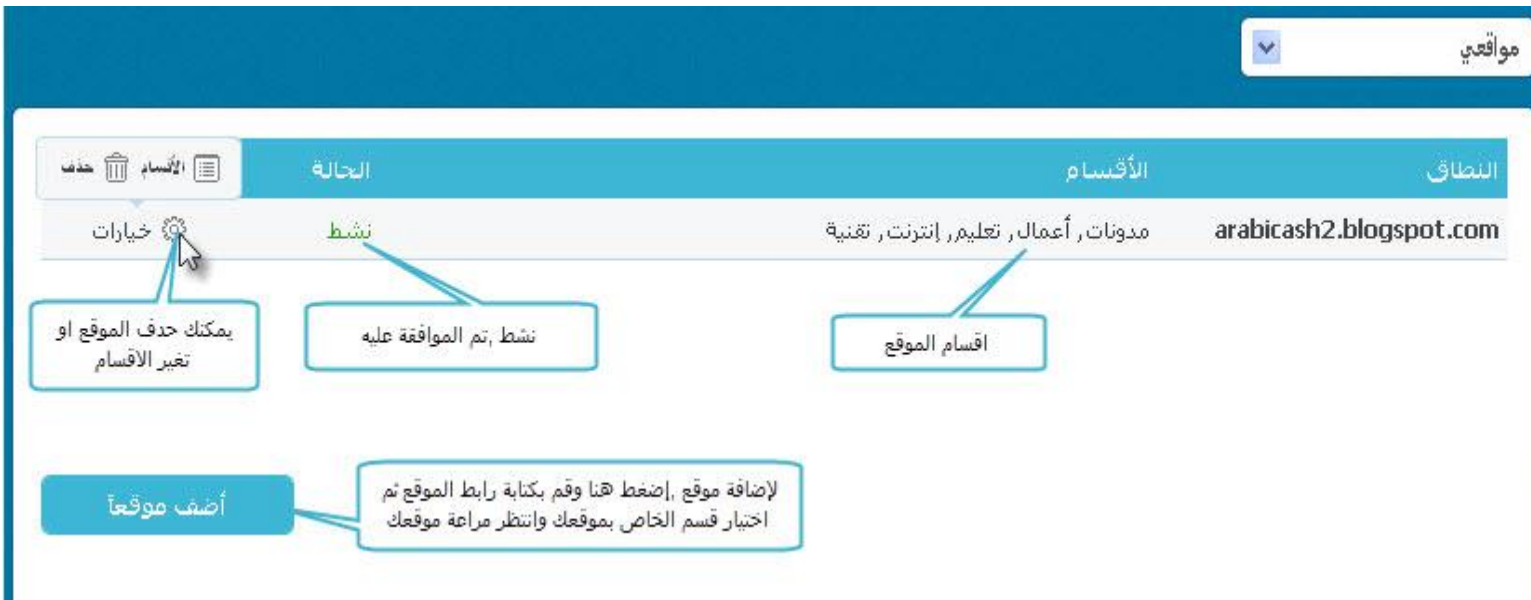 مواقعي
النطاق الأقسام الحالة الأقسام حذف
arabicash2.blogspot.com مدونات, أعمال, تعليم, إنترنت, تقنية نشط خيارات
اقسام الموقع
نشط ,تم الموافقة عليه
يمكنك حدف الموقع او
تغير الاقسام
أضف موقعاً
لإضافة موقع ,إضغط هنا وقم بكتابة رابط الموقع ثم
اختيار قسم الخاص بموقعك وانتظر مراعة موقعك